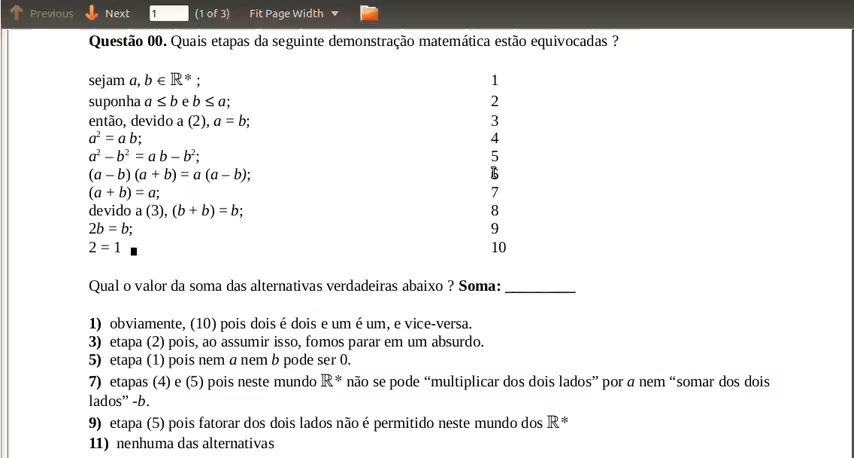 Previous Next 1 (1 of 3) Fit Page Width
Questão 00. Quais etapas da seguinte demonstração matemática estão equivocadas ?
sejam a, b ∈ ℝ* ; 1
suponha a ≤ b e b ≤ a; 2
então, devido a (2), a = b; 3
a² = a b; 4
a² – b² = a b – b²; 5
(a – b) (a + b) = a (a – b); 6
(a + b) = a; 7
devido a (3), (b + b) = b; 8
2b = b; 9
2 = 1 ∎ 10
Qual o valor da soma das alternativas verdadeiras abaixo ? Soma: _________
1) obviamente, (10) pois dois é dois e um é um, e vice-versa.
3) etapa (2) pois, ao assumir isso, fomos parar em um absurdo.
5) etapa (1) pois nem a nem b pode ser 0.
7) etapas (4) e (5) pois neste mundo ℝ* não se pode “multiplicar dos dois lados” por a nem “somar dos dois
lados” -b.
9) etapa (5) pois fatorar dos dois lados não é permitido neste mundo dos ℝ*
11) nenhuma das alternativas